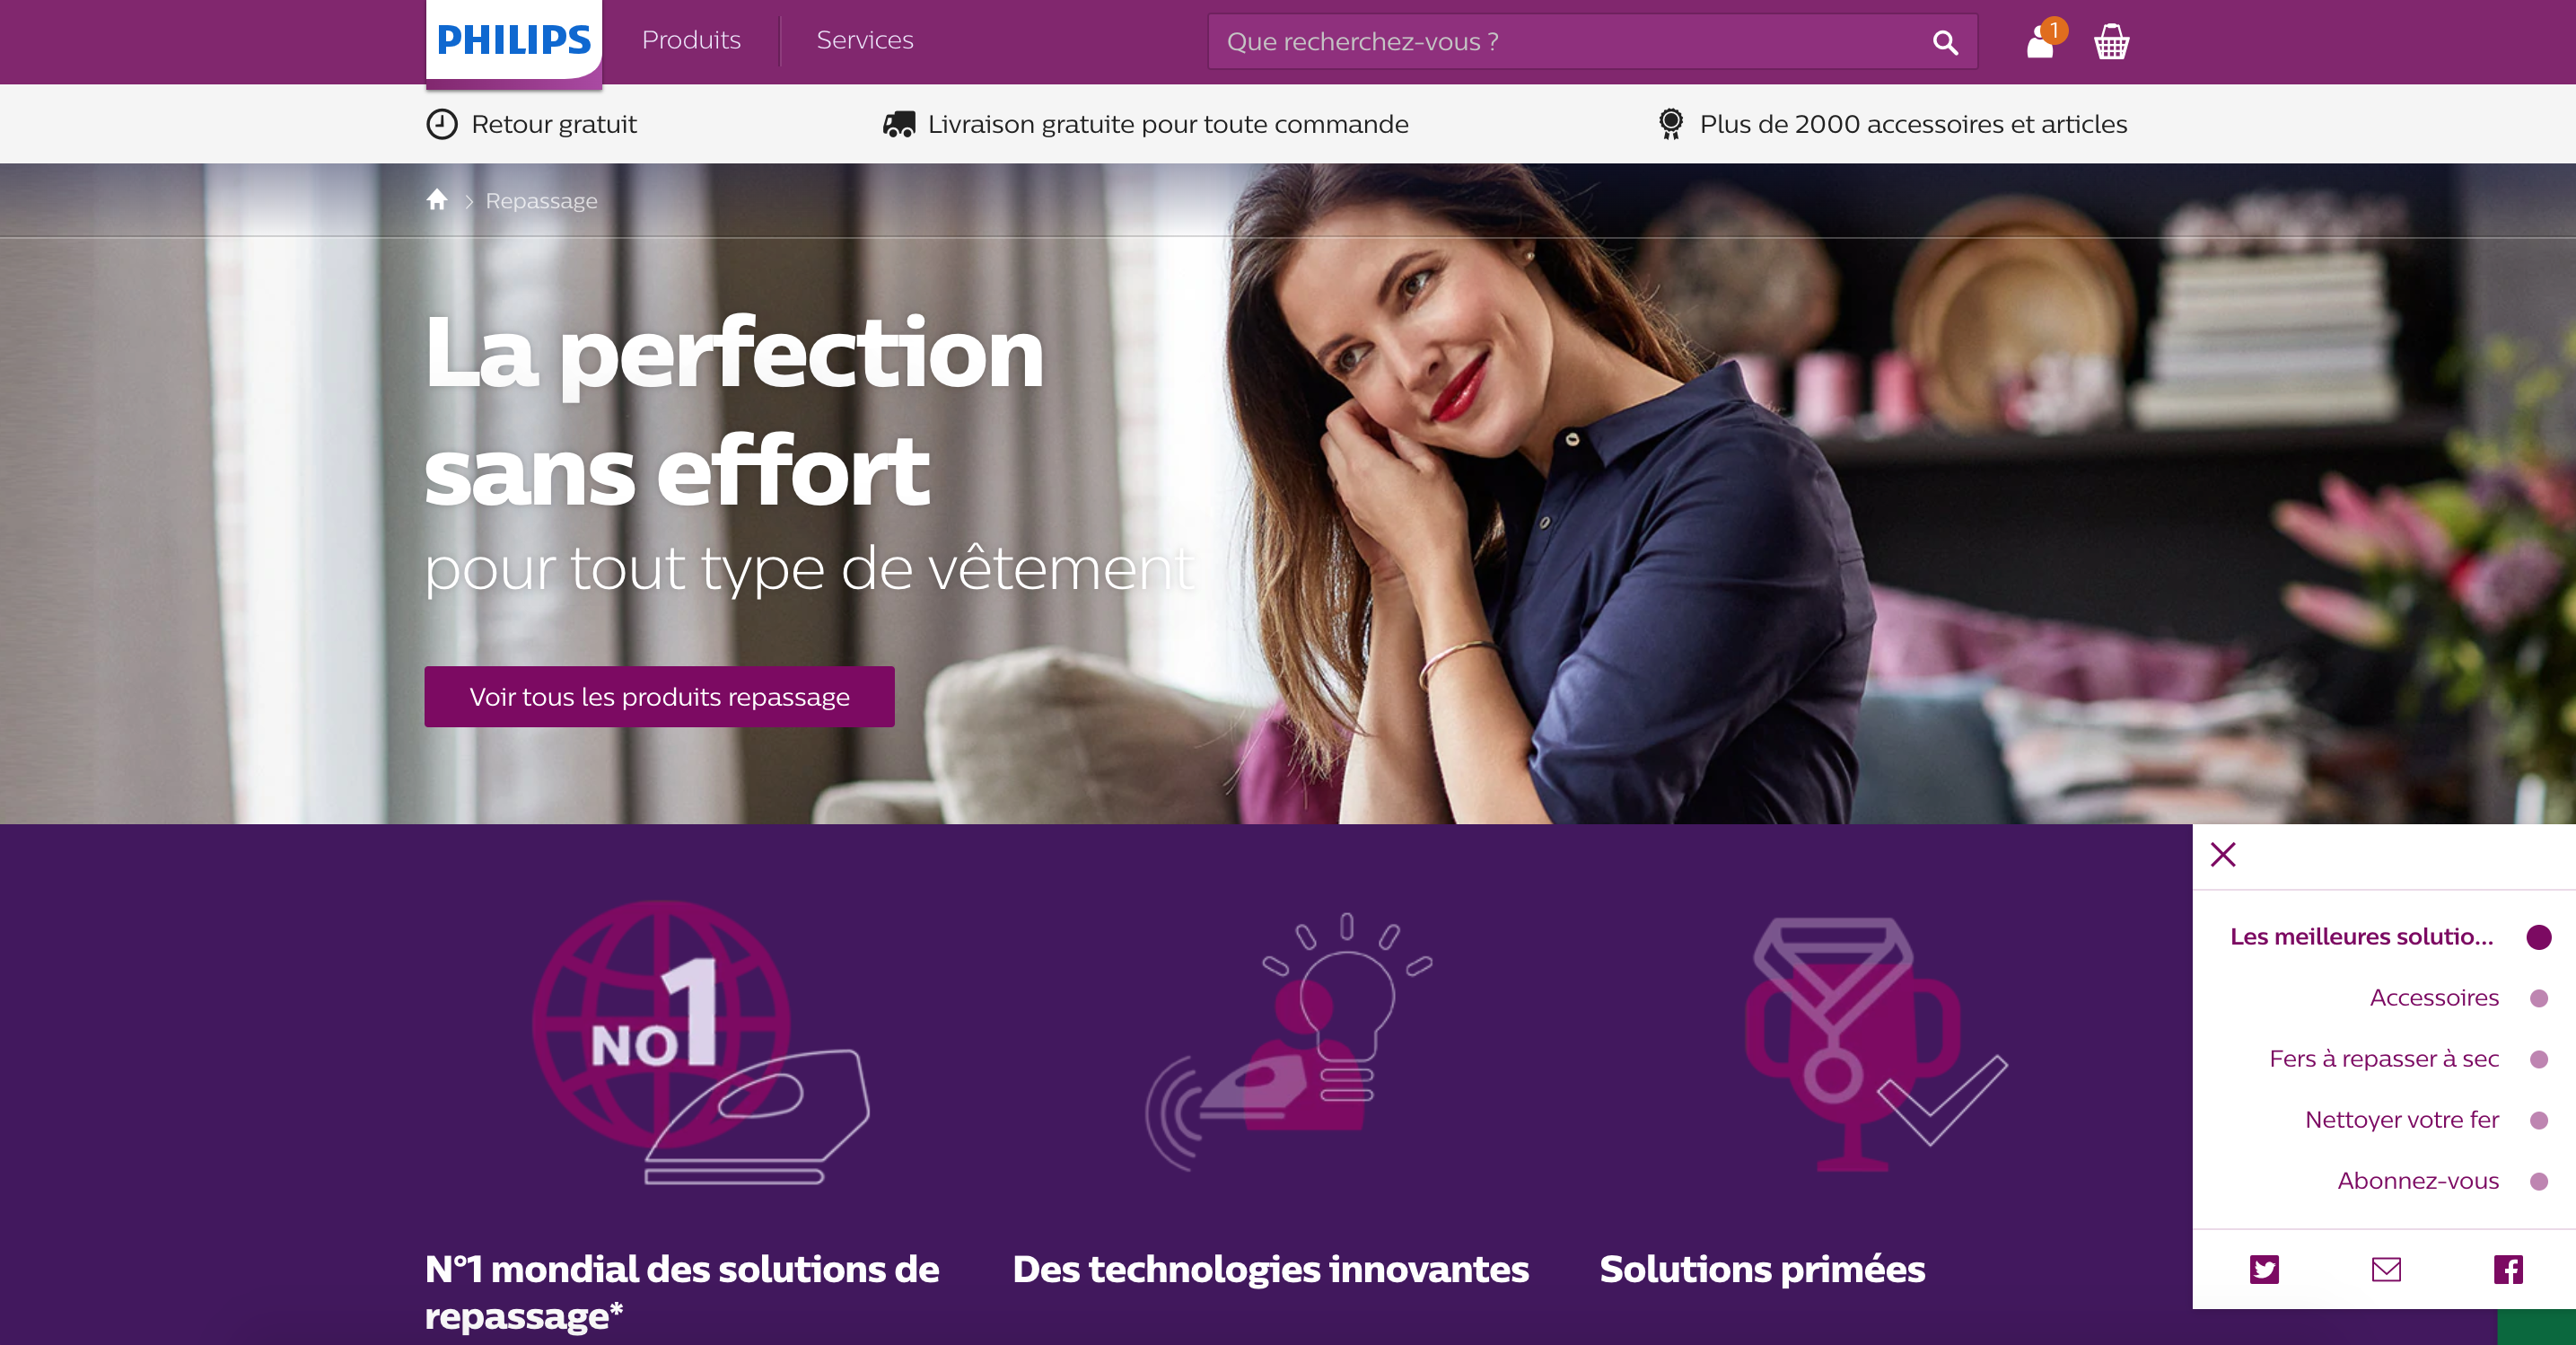 PHILIPS
Produits
Services
Que recherchez-vous ?
1
Retour gratuit
Livraison gratuite pour toute commande
Plus de 2000 accessoires et articles
Repassage
La perfection
sans effort
pour tout type de vêtement
Voir tous les produits repassage
NO1
N°1 mondial des solutions de
repassage*
Des technologies innovantes
Solutions primées
Les meilleures solutio...
Accessoires
Fers à repasser à sec
Nettoyer votre fer
Abonnez-vous